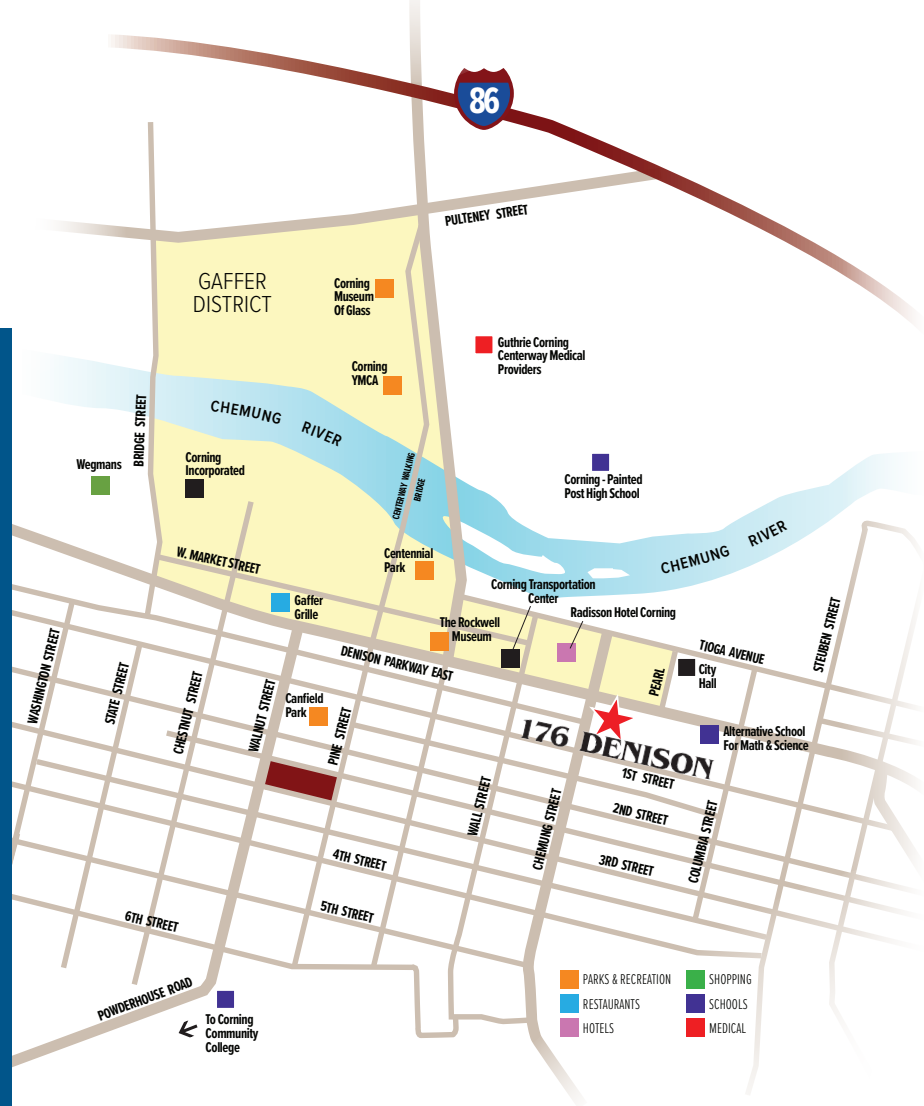 86
PULTENEY STREET
GAFFER
DISTRICT
Corning
Museum
Of Glass
Guthrie Corning
Centerway Medical
Providers
Corning
YMCA
BRIDGE STREET
CHEMUNG RIVER
Wegmans
Corning
Incorporated
CENTERWAY WALKING
BRIDGE
Corning - Painted
Post High School
CHEMUNG RIVER
W. MARKET STREET
Centennial
Park
Corning Transportation
Center
Radisson Hotel Corning
Gaffer
Grille
The Rockwell
Museum
TIOGA AVENUE
STEUBEN STREET
WASHINGTON STREET
STATE STREET
CHESTNUT STREET
WALNUT STREET
DENISON PARKWAY EAST
PEARL
City
Hall
Canfield
Park
PINE STREET
176 DENISON
Alternative School
For Math & Science
1ST STREET
WALL STREET
CHEMUNG STREET
2ND STREET
COLUMBIA STREET
3RD STREET
4TH STREET
5TH STREET
6TH STREET
POWDERHOUSE ROAD
To Corning
Community
College
PARKS & RECREATION
SHOPPING
RESTAURANTS
SCHOOLS
HOTELS
MEDICAL